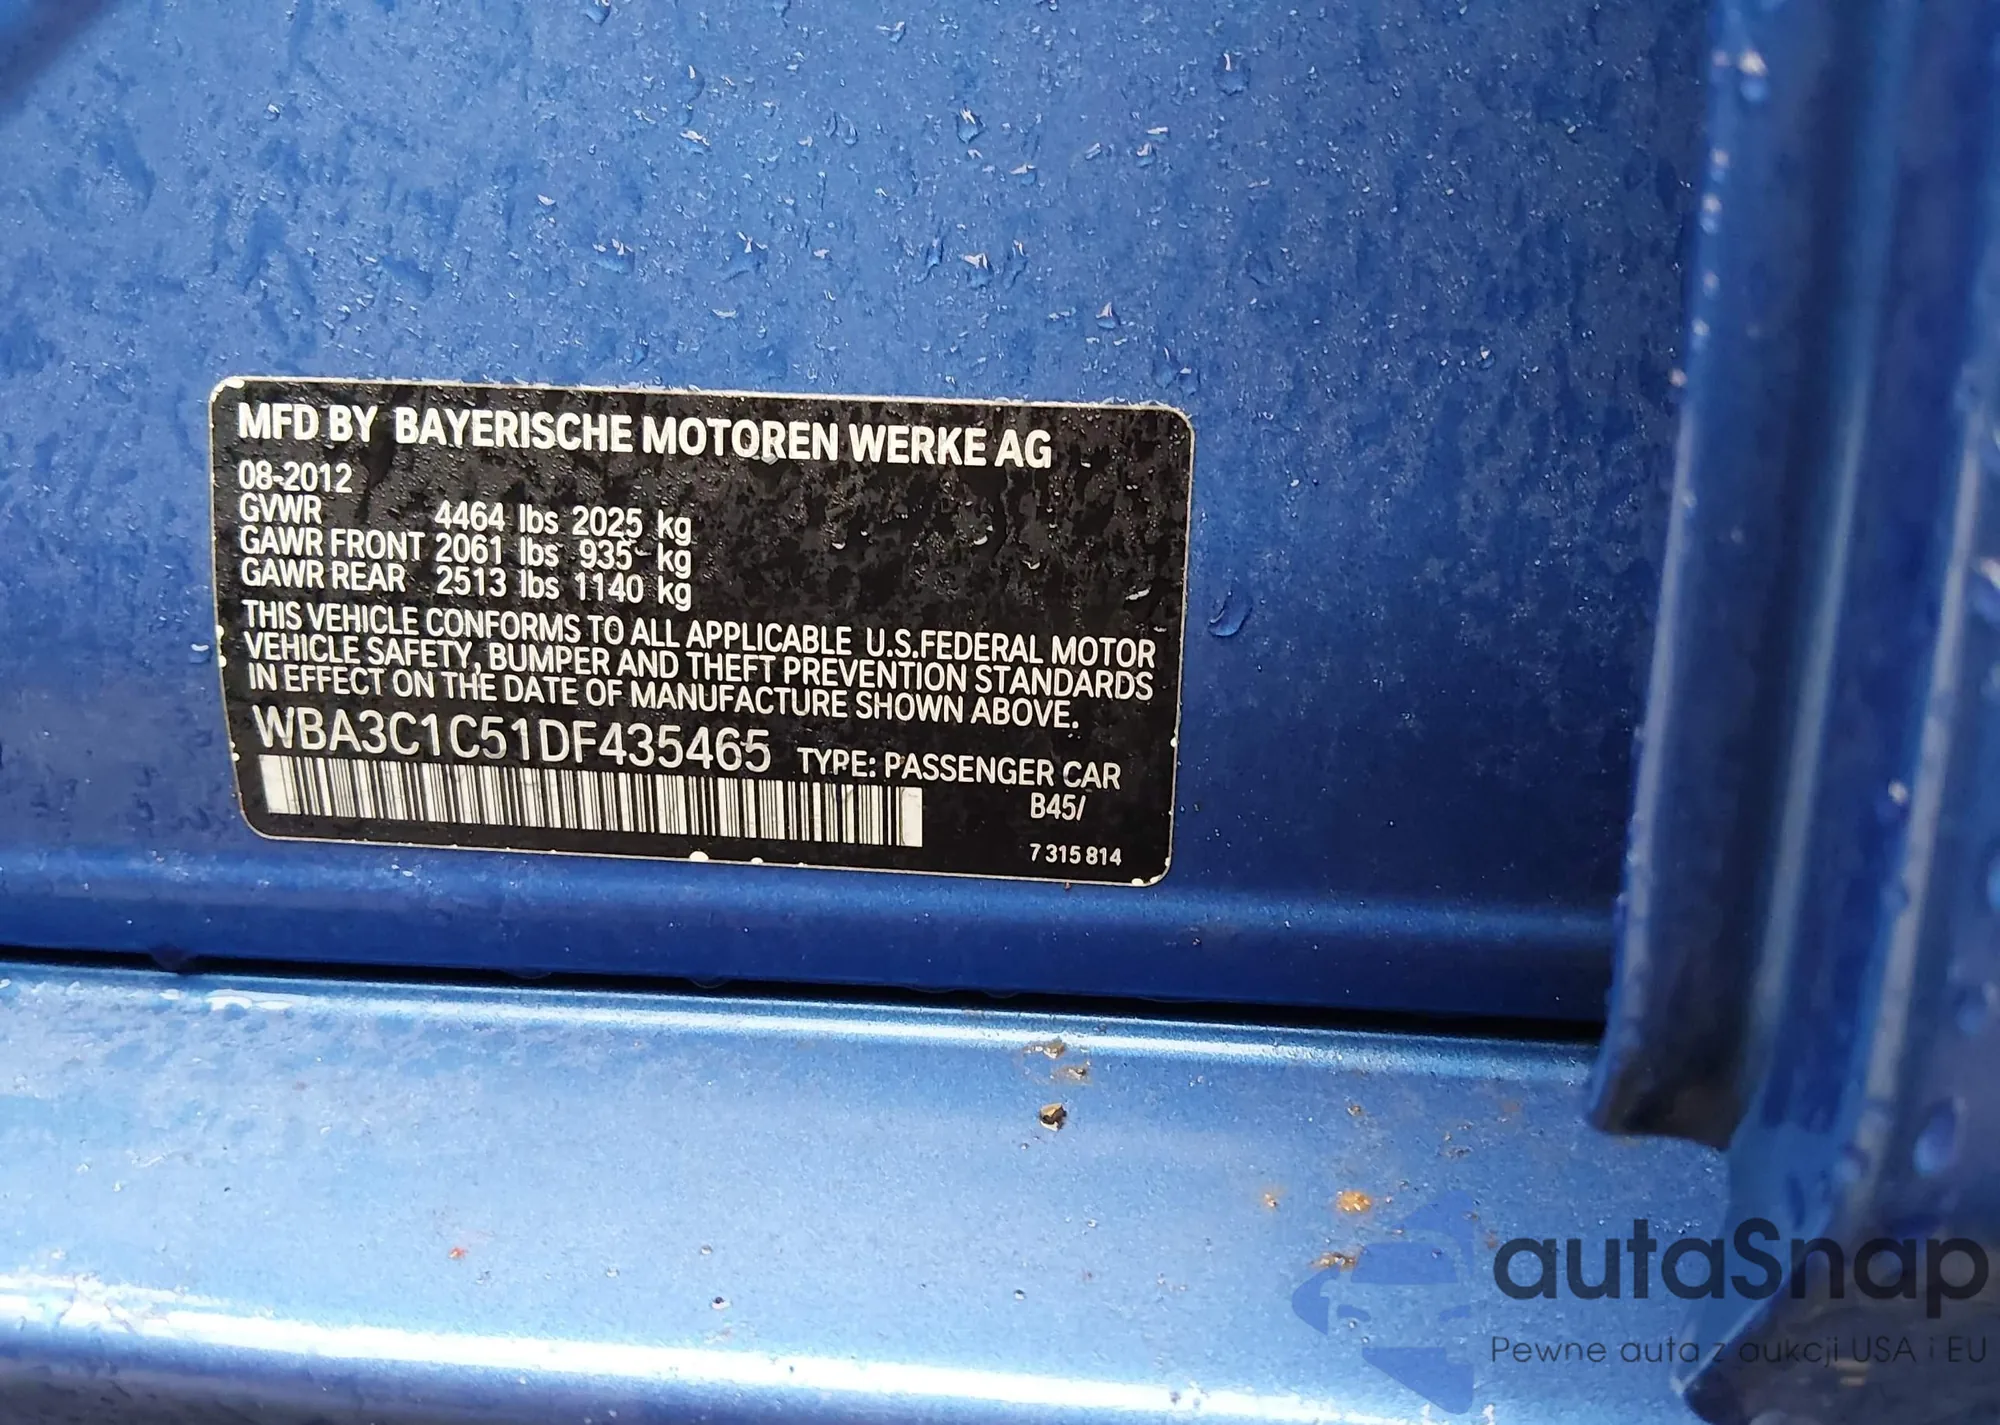 MFD BY BAYERISCHE MOTOREN WERKE AG
08-2012
GVWR 4464 lbs 2025 kg
GAWR FRONT 2061 lbs 935 kg
GAWR REAR 2513 lbs 1140 kg
THIS VEHICLE CONFORMS TO ALL APPLICABLE U.S.FEDERAL MOTOR
VEHICLE SAFETY, BUMPER AND THEFT PREVENTION STANDARDS
IN EFFECT ON THE DATE OF MANUFACTURE SHOWN ABOVE.
WBA3C1C51DF435465 TYPE: PASSENGER CAR
B45/
7 315 814
autaSnap
Pewne auta z aukcji USA i EU